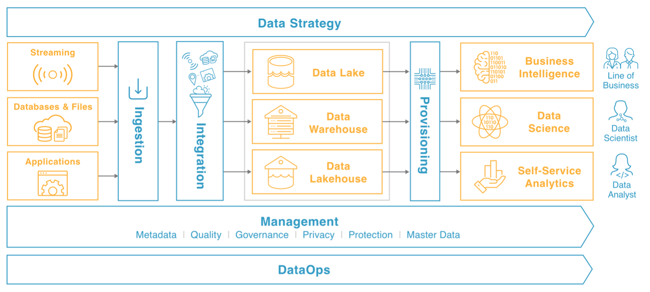 Data Strategy
Streaming
Databases & Files
Applications
Ingestion
Integration
Data Lake
Data
Warehouse
Data
Lakehouse
Provisioning
Business
Intelligence
Data
Science
Self-Service
Analytics
Line of
Business
Data
Scientist
Data
Analyst
Management
Metadata | Quality | Governance | Privacy | Protection | Master Data
DataOps